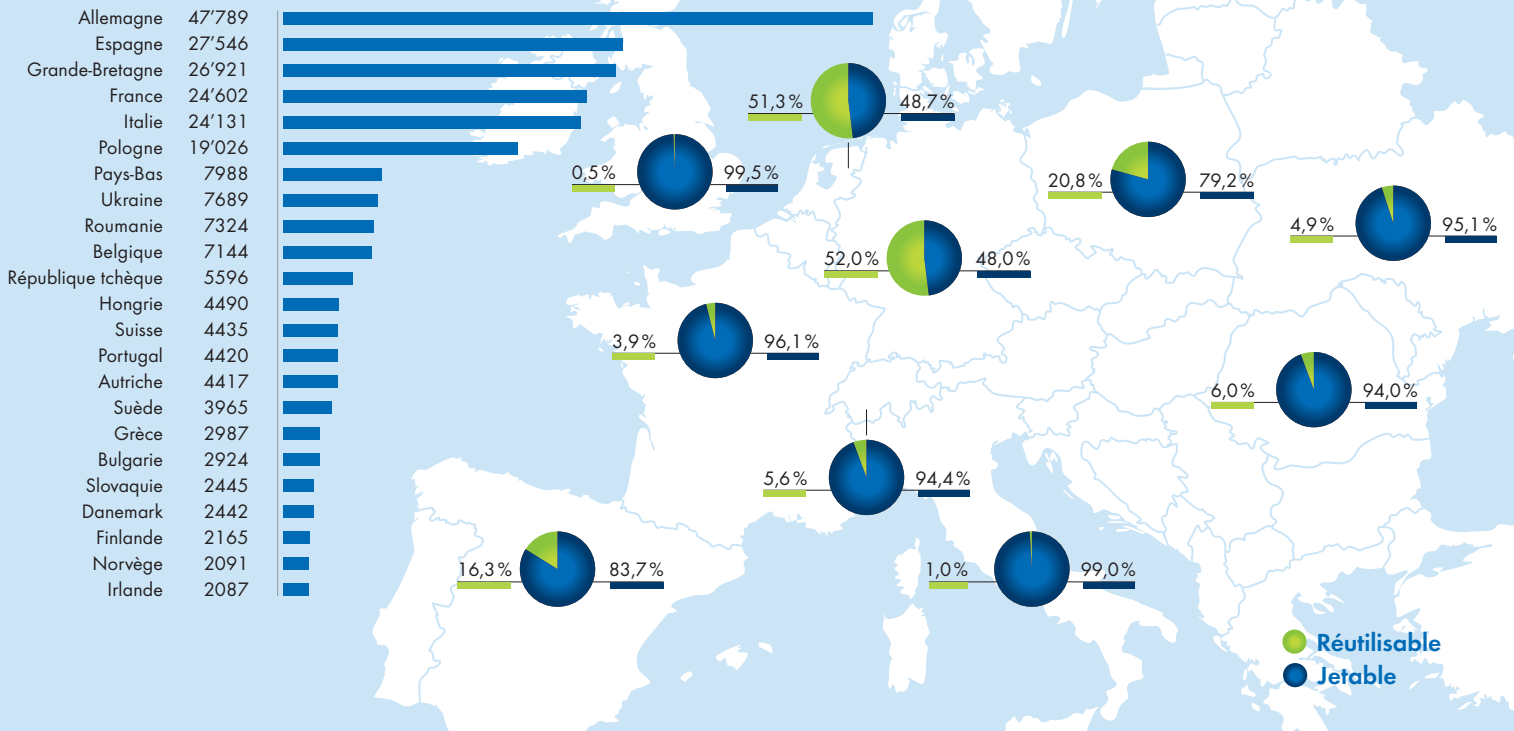 Allemagne 47’789
Espagne 27’546
Grande-Bretagne 26’921
France 24’602
Italie 24’131
Pologne 19’026
Pays-Bas 7988
Ukraine 7689
Roumanie 7324
Belgique 7144
République tchèque 5596
Hongrie 4490
Suisse 4435
Portugal 4420
Autriche 4417
Suède 3965
Grèce 2987
Bulgarie 2924
Slovaquie 2445
Danemark 2442
Finlande 2165
Norvège 2091
Irlande 2087
51,3% 48,7%
0,5% 99,5%
20,8% 79,2%
4,9% 95,1%
52,0% 48,0%
3,9% 96,1%
6,0% 94,0%
5,6% 94,4%
16,3% 83,7%
1,0% 99,0%
Réutilisable
Jetable